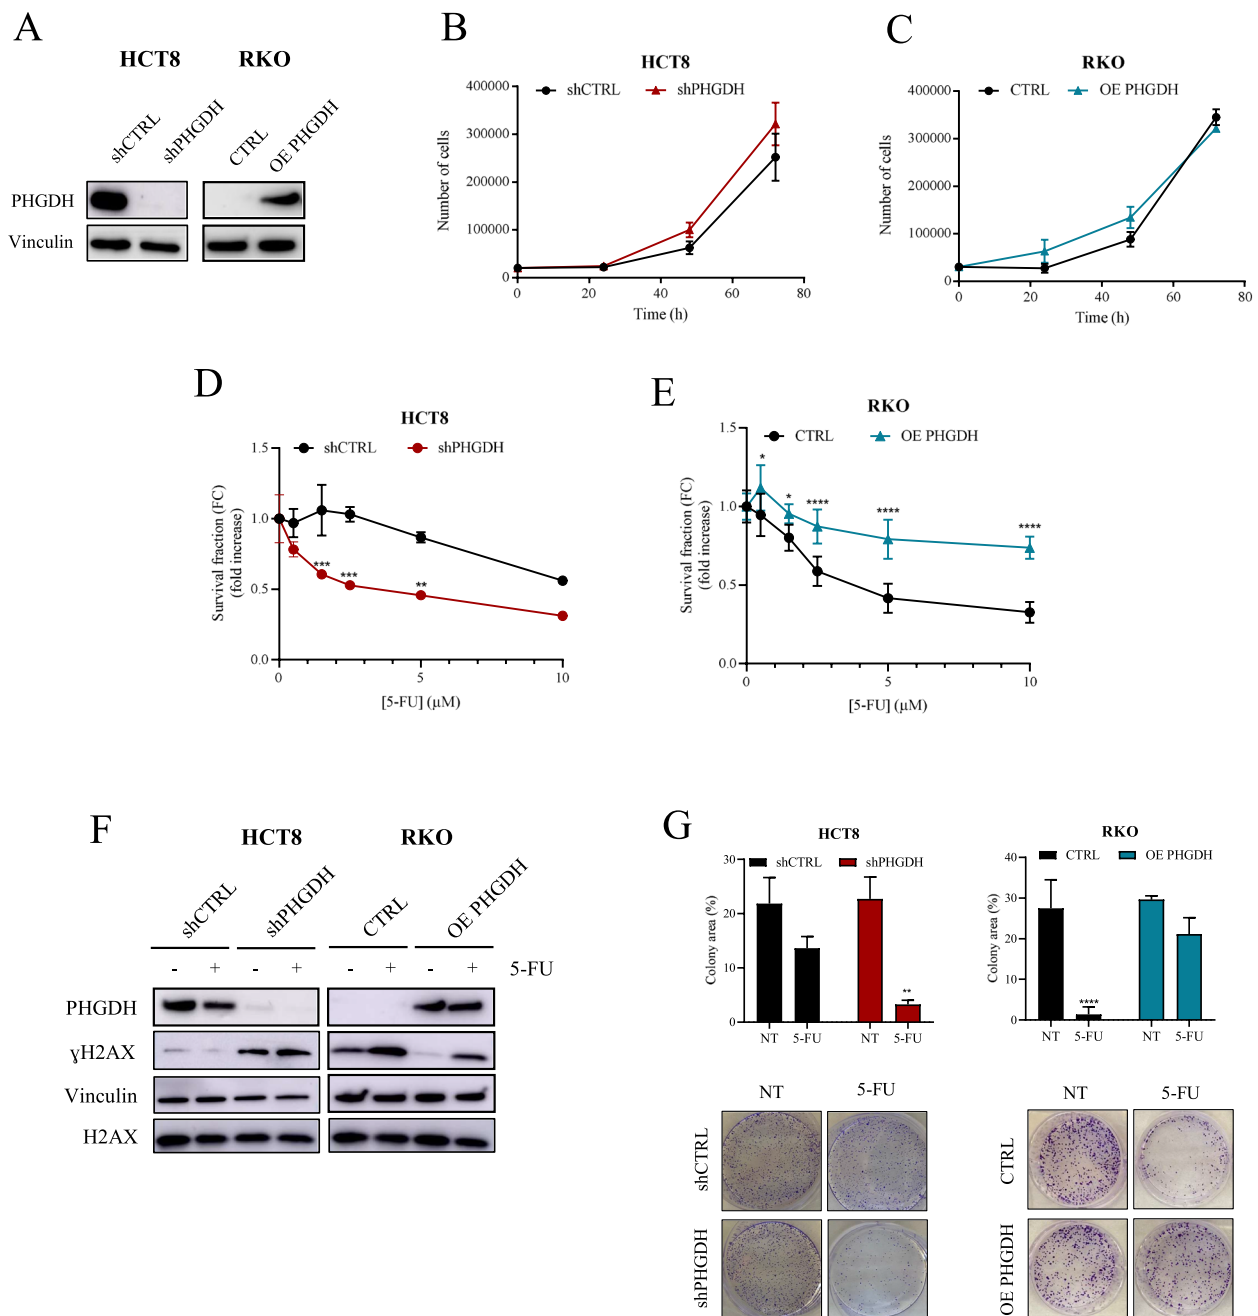 A
HCT8 RKO
shCTRL shPHGDH CTRL OE PHGDH
PHGDH
Vinculin
B
HCT8
shCTRL shPHGDH
Number of cells
400000
300000
200000
100000
0
0 20 40 60 80
Time (h)
C
RKO
CTRL OE PHGDH
Number of cells
400000
300000
200000
100000
0
0 20 40 60 80
Time (h)
D
HCT8
shCTRL shPHGDH
Survival fraction (FC)
(fold increase)
1.5
1.0
0.5
0.0
*** *** **
0 5 10
[5-FU] (µM)
E
RKO
CTRL OE PHGDH
Survival fraction (FC)
(fold increase)
1.5
1.0
0.5
0.0
* * **** **** ****
0 5 10
[5-FU] (µM)
F
HCT8 RKO
shCTRL shPHGDH CTRL OE PHGDH
- + - + - + - + 5-FU
PHGDH
ɣH2AX
Vinculin
H2AX
G
HCT8
shCTRL shPHGDH
Colony area (%)
30
20
10
0
**
NT 5-FU NT 5-FU
RKO
CTRL OE PHGDH
Colony area (%)
40
30
20
10
0
****
NT 5-FU NT 5-FU
NT 5-FU
shCTRL
shPHGDH
NT 5-FU
CTRL
OE PHGDH